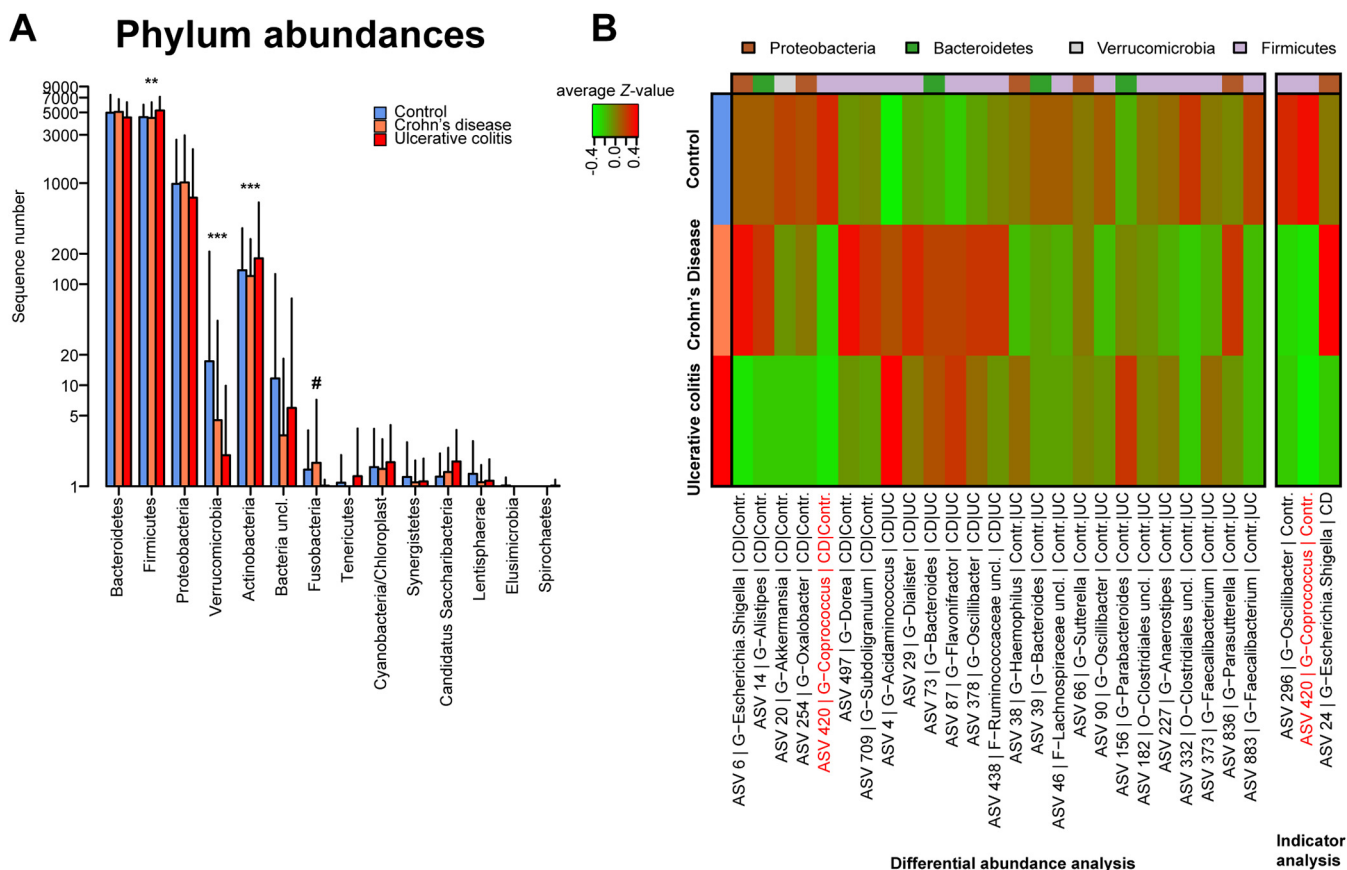 A
Phylum abundances
Sequence number
9000
7000
5000
3000
1000
200
100
20
10
5
1
**
***
***
#
Control
Crohn's disease
Ulcerative colitis
Bacteroidetes
Firmicutes
Proteobacteria
Verrucomicrobia
Actinobacteria
Bacteria uncl.
Fusobacteria
Tenericutes
Cyanobacteria/Chloroplast
Synergistetes
Candidatus Saccharibacteria
Lentisphaerae
Elusimicrobia
Spirochaetes
B
Proteobacteria
Bacteroidetes
Verrucomicrobia
Firmicutes
average Z-value
-0.4
0.0
0.4
Control
Crohn's Disease
Ulcerative colitis
ASV 6 | G−Escherichia.Shigella | CD|Contr.
ASV 14 | G−Alistipes | CD|Contr.
ASV 20 | G−Akkermansia | CD|Contr.
ASV 254 | G−Oxalobacter | CD|Contr.
ASV 420 | G−Coprococcus | CD|Contr.
ASV 497 | G−Dorea | CD|Contr.
ASV 709 | G−Subdoligranulum | CD|Contr.
ASV 4 | G−Acidaminococcus | CD|UC
ASV 29 | G−Dialister | CD|UC
ASV 73 | G−Bacteroides | CD|UC
ASV 87 | G−Flavonifractor | CD|UC
ASV 378 | G−Oscillibacter | CD|UC
ASV 438 | F−Ruminococcaceae uncl. | CD|UC
ASV 38 | G−Haemophilus | Contr.|UC
ASV 39 | G−Bacteroides | Contr.|UC
ASV 46 | F−Lachnospiraceae uncl. | Contr.|UC
ASV 66 | G−Sutterella | Contr.|UC
ASV 90 | G−Oscillibacter | Contr.|UC
ASV 156 | G−Parabacteroides | Contr.|UC
ASV 182 | O−Clostridiales uncl. | Contr.|UC
ASV 227 | G−Anaerostipes | Contr.|UC
ASV 332 | O−Clostridiales uncl. | Contr.|UC
ASV 373 | G−Faecalibacterium | Contr.|UC
ASV 836 | G−Parasutterella | Contr.|UC
ASV 883 | G−Faecalibacterium | Contr.|UC
ASV 296 | G−Oscillibacter | Contr.
ASV 420 | G−Coprococcus | Contr.
ASV 24 | G−Escherichia.Shigella | CD
Differential abundance analysis
Indicator
analysis